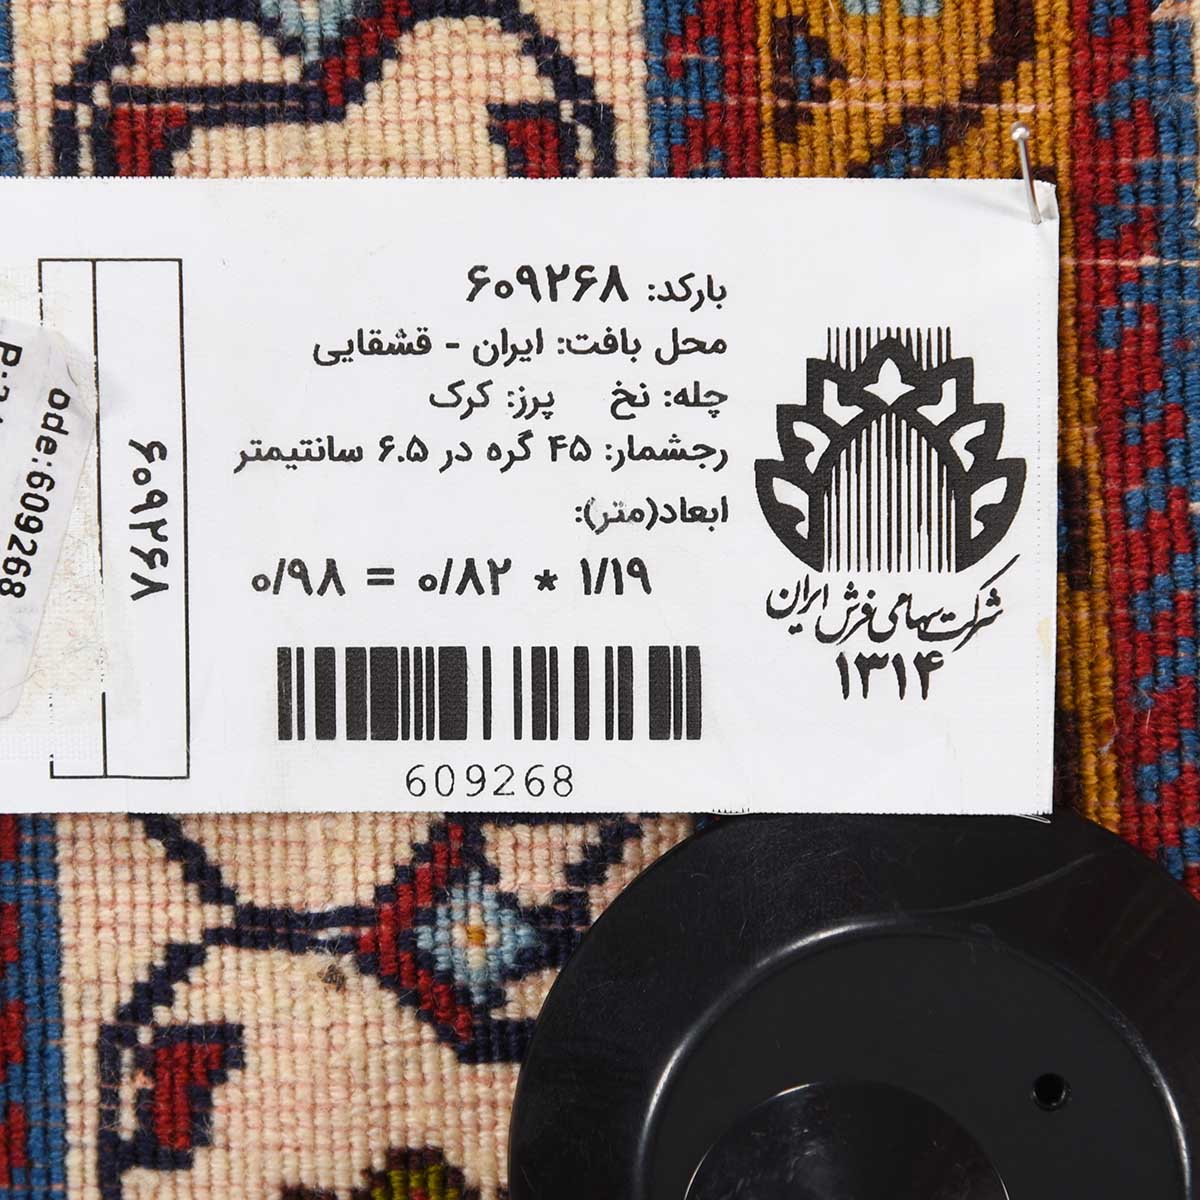 بارکد: ۶۰۹۲۶۸
محل بافت: ایران - قشقایی
چله: نخ پرز: کرک
رجشمار: ۴۵ گره در ۶.۵ سانتیمتر
ابعاد(متر):
۰/۹۸ = ۰/۸۲ * ۱/۱۹
609268
شرکت سهامی فرش ایران
۱۳۱۴
۶۰۹۲۶۸
ode:609268